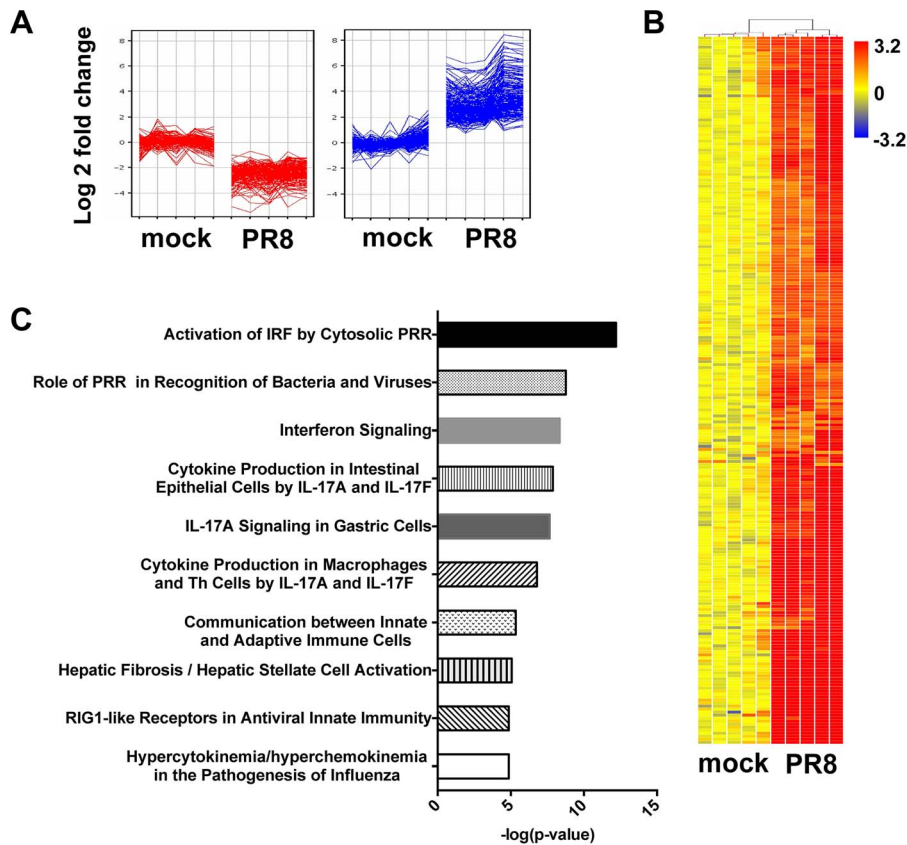 A
Log 2 fold change
8
6
4
2
0
-2
-4
mock PR8
8
6
4
2
0
-2
-4
mock PR8
B
3.2
0
-3.2
mock PR8
C
Activation of IRF by Cytosolic PRR
Role of PRR in Recognition of Bacteria and Viruses
Interferon Signaling
Cytokine Production in Intestinal
Epithelial Cells by IL-17A and IL-17F
IL-17A Signaling in Gastric Cells
Cytokine Production in Macrophages
and Th Cells by IL-17A and IL-17F
Communication between Innate
and Adaptive Immune Cells
Hepatic Fibrosis / Hepatic Stellate Cell Activation
RIG1-like Receptors in Antiviral Innate Immunity
Hypercytokinemia/hyperchemokinemia
in the Pathogenesis of Influenza
0 5 10 15
-log(p-value)